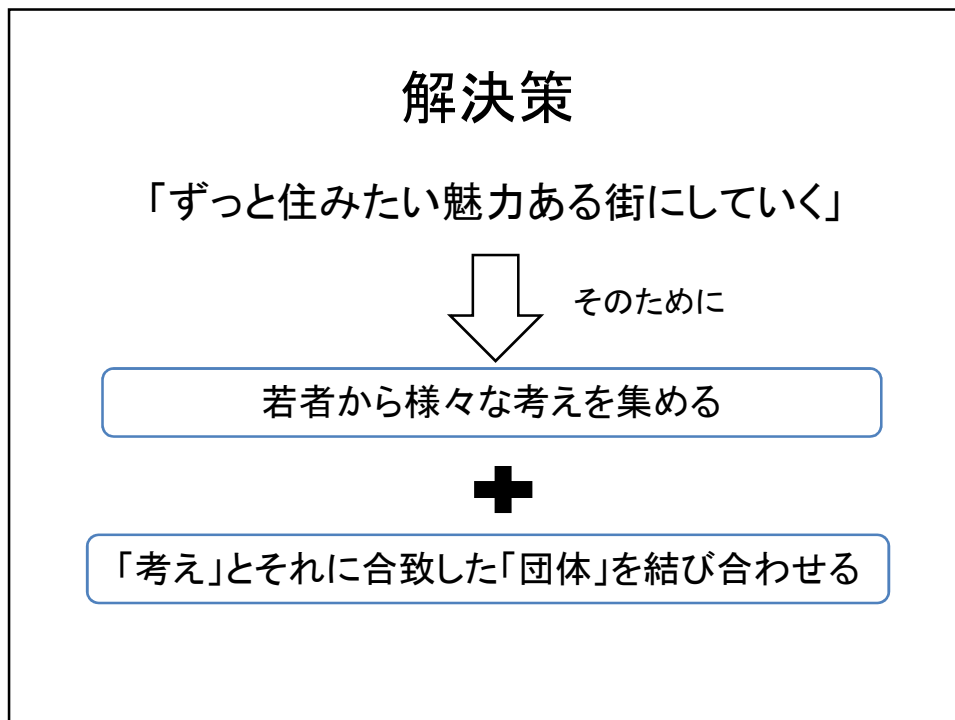 解決策
「ずっと住みたい魅力ある街にしていく」
そのために
若者から様々な考えを集める
「考え」とそれに合致した「団体」を結び合わせる